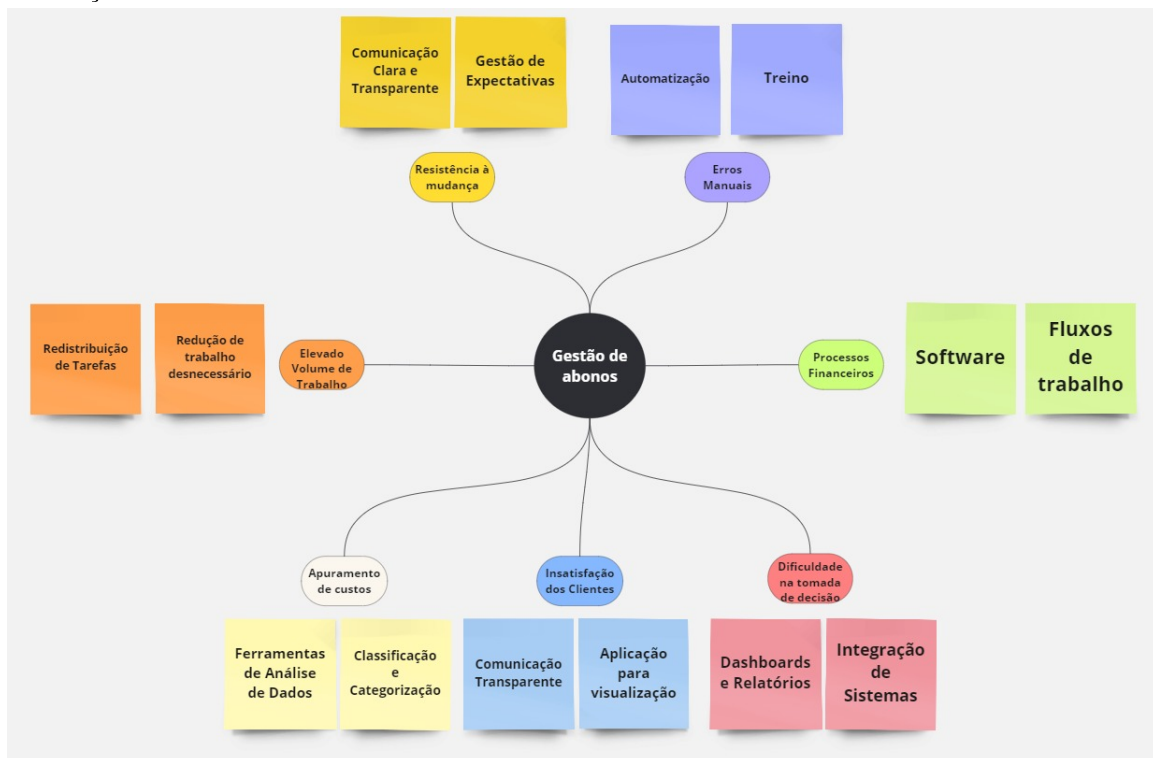 Comunicação
Clara e
Transparente
Gestão de
Expectativas
Automatização
Treino
Resistência à
mudança
Erros
Manuais
Redistribuição
de Tarefas
Redução de
trabalho
desnecessário
Elevado
Volume de
Trabalho
Gestão de
abonos
Processos
Financeiros
Software
Fluxos
de
trabalho
Apuramento
de custos
Insatisfação
dos Clientes
Dificuldade
na tomada
de decisão
Ferramentas
de Análise
de Dados
Classificação
e
Categorização
Comunicação
Transparente
Aplicação
para
visualização
Dashboards
e Relatórios
Integração
de
Sistemas